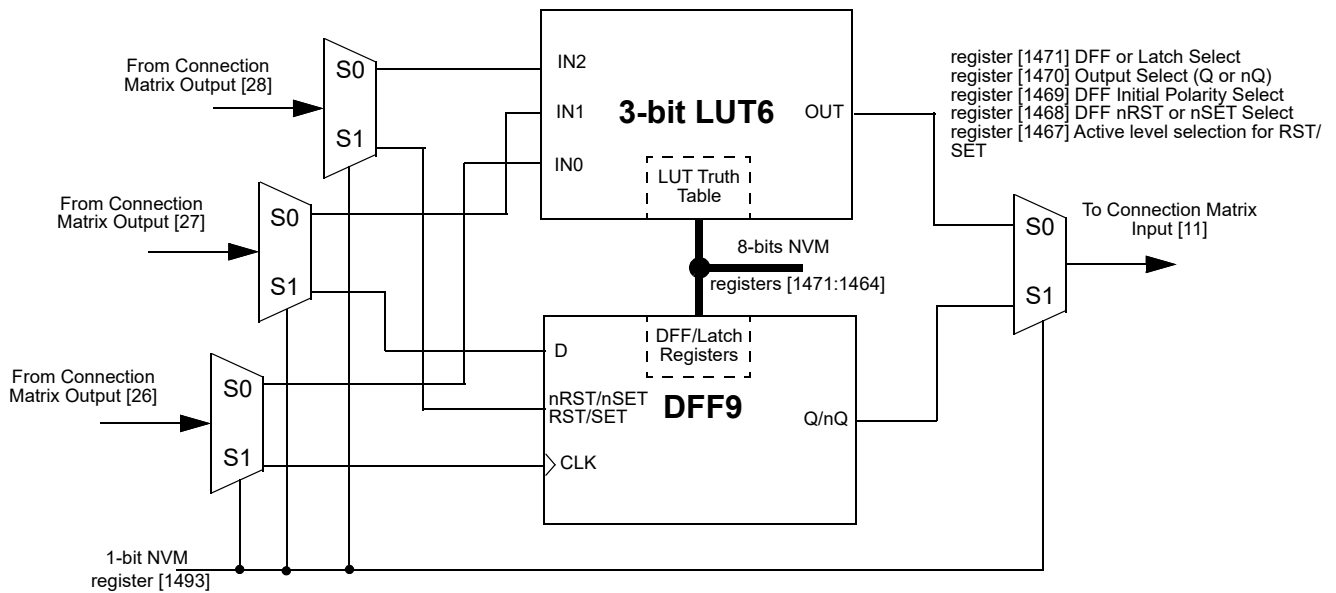 From Connection
Matrix Output [28]
S0
S1
IN2
IN1
IN0
3-bit LUT6
OUT
LUT Truth
Table
register [1471] DFF or Latch Select
register [1470] Output Select (Q or nQ)
register [1469] DFF Initial Polarity Select
register [1468] DFF nRST or nSET Select
register [1467] Active level selection for RST/
SET
From Connection
Matrix Output [27]
S0
S1
8-bits NVM
registers [1471:1464]
S0
S1
To Connection Matrix
Input [11]
From Connection
Matrix Output [26]
S0
S1
D
nRST/nSET
RST/SET
CLK
DFF/Latch
Registers
DFF9
Q/nQ
1-bit NVM
register [1493]